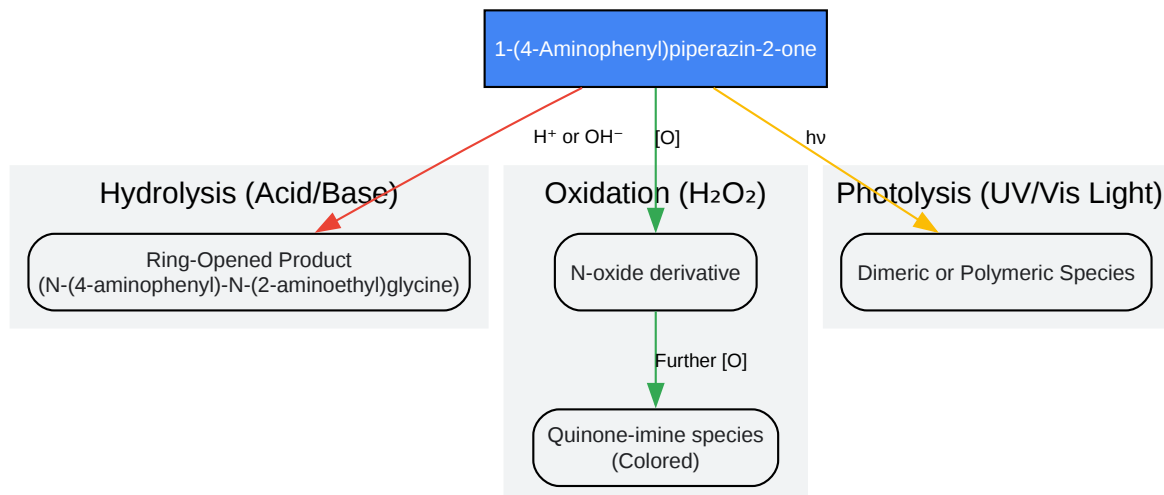 1-(4-Aminophenyl)piperazin-2-one
H⁺ or OH⁻
[O]
hν
Hydrolysis (Acid/Base)
Oxidation (H₂O₂)
Photolysis (UV/Vis Light)
Ring-Opened Product
(N-(4-aminophenyl)-N-(2-aminoethyl)glycine)
N-oxide derivative
Dimeric or Polymeric Species
Further [O]
Quinone-imine species
(Colored)